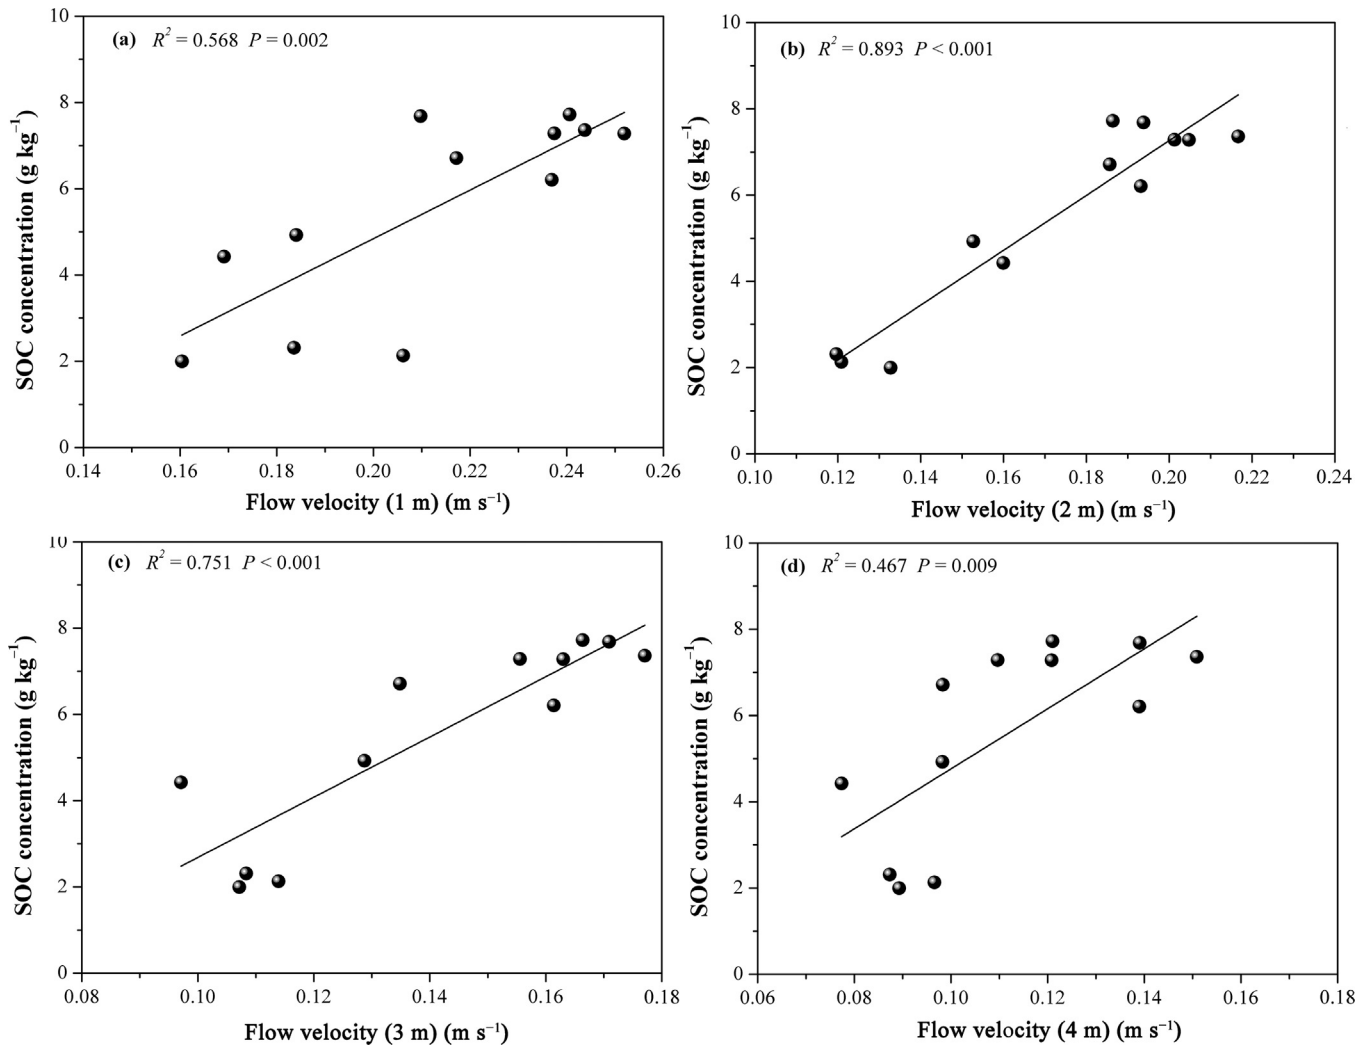 (a) R² = 0.568 P = 0.002
10
8
6
4
2
0
SOC concentration (g kg⁻¹)
0.14 0.16 0.18 0.20 0.22 0.24 0.26
Flow velocity (1 m) (m s⁻¹)
(b) R² = 0.893 P < 0.001
10
8
6
4
2
0
SOC concentration (g kg⁻¹)
0.10 0.12 0.14 0.16 0.18 0.20 0.22 0.24
Flow velocity (2 m) (m s⁻¹)
(c) R² = 0.751 P < 0.001
10
8
6
4
2
0
SOC concentration (g kg⁻¹)
0.08 0.10 0.12 0.14 0.16 0.18
Flow velocity (3 m) (m s⁻¹)
(d) R² = 0.467 P = 0.009
10
8
6
4
2
0
SOC concentration (g kg⁻¹)
0.06 0.08 0.10 0.12 0.14 0.16 0.18
Flow velocity (4 m) (m s⁻¹)